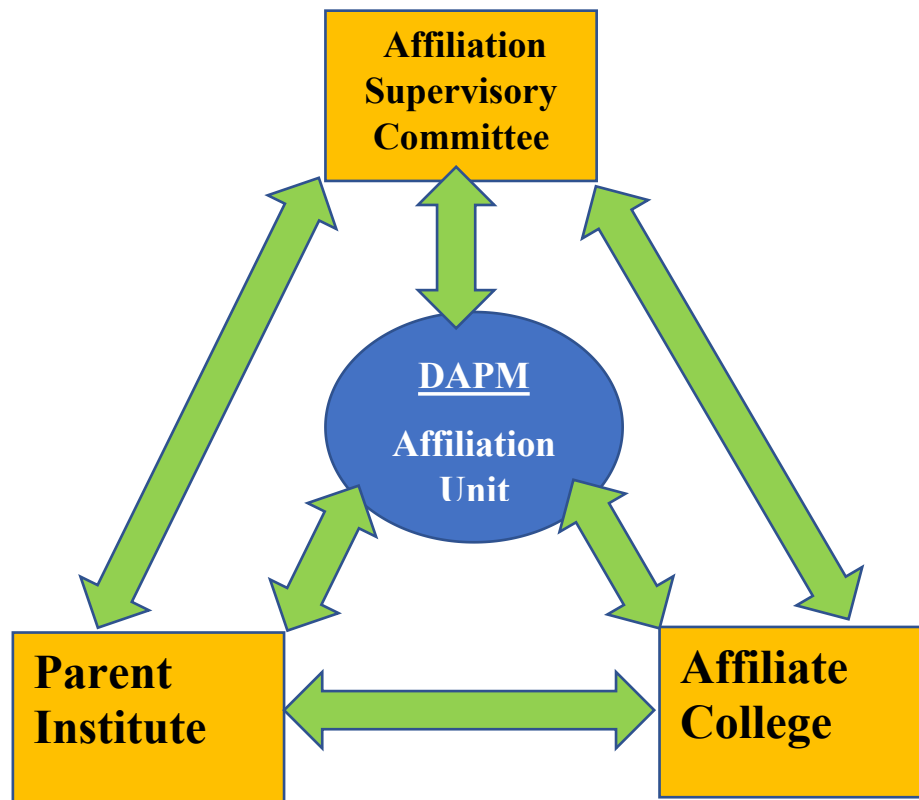 Affiliation
Supervisory
Committee
DAPM
Affiliation
Unit
Parent
Institute
Affiliate
College